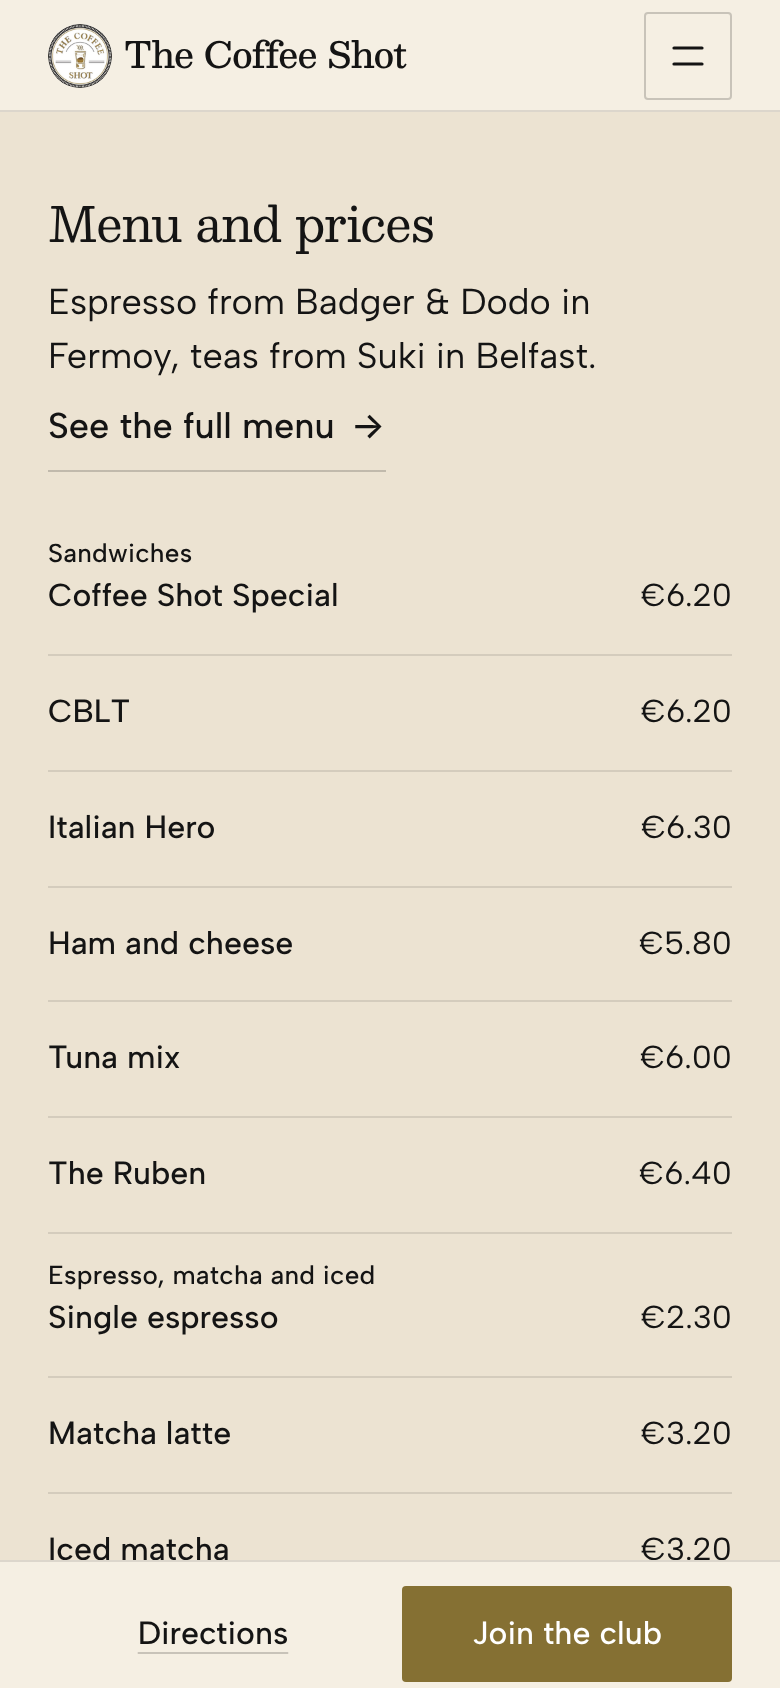 THE COFFEE
SHOT
The Coffee Shot
Menu and prices
Espresso from Badger & Dodo in
Fermoy, teas from Suki in Belfast.
See the full menu →
Sandwiches
Coffee Shot Special €6.20
CBLT €6.20
Italian Hero €6.30
Ham and cheese €5.80
Tuna mix €6.00
The Ruben €6.40
Espresso, matcha and iced
Single espresso €2.30
Matcha latte €3.20
Iced matcha €3.20
Directions
Join the club